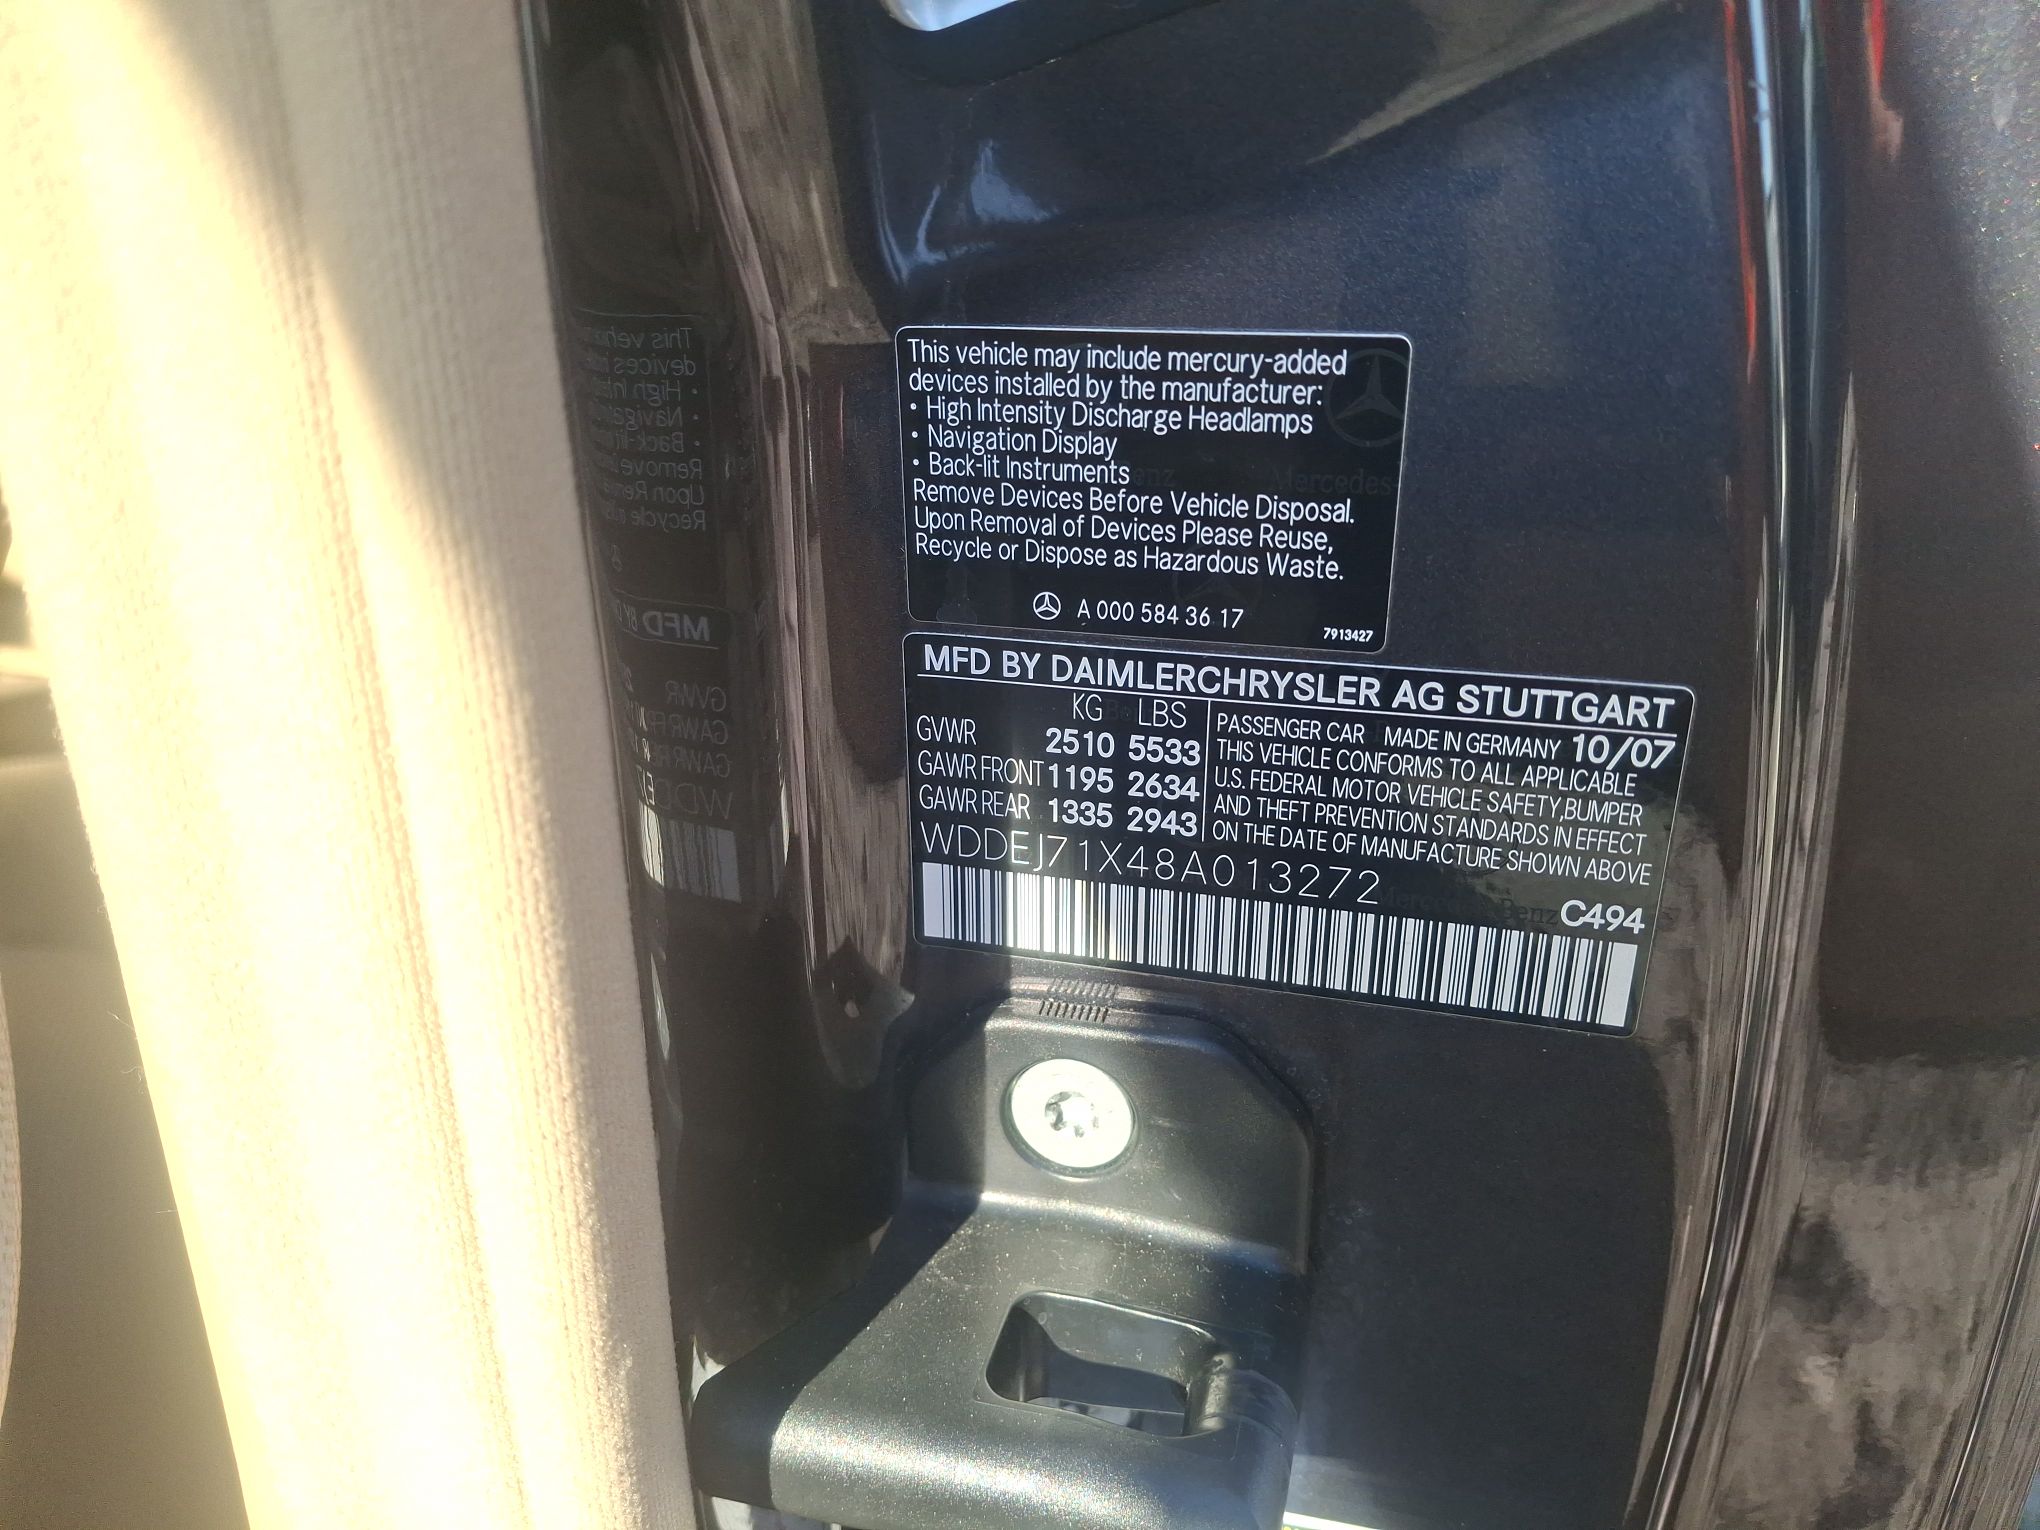 This vehicle may include mercury-added
devices installed by the manufacturer:
• High Intensity Discharge Headlamps
• Navigation Display
• Back-lit Instruments
Remove Devices Before Vehicle Disposal.
Upon Removal of Devices Please Reuse,
Recycle or Dispose as Hazardous Waste.
A 000 584 36 17
7913427
MFD BY DAIMLERCHRYSLER AG STUTTGART
KG LBS
GVWR 2510 5533
GAWR FRONT 1195 2634
GAWR REAR 1335 2943
PASSENGER CAR MADE IN GERMANY 10/07
THIS VEHICLE CONFORMS TO ALL APPLICABLE
U.S. FEDERAL MOTOR VEHICLE SAFETY,BUMPER
AND THEFT PREVENTION STANDARDS IN EFFECT
ON THE DATE OF MANUFACTURE SHOWN ABOVE
WDDEJ71X48A013272
C494